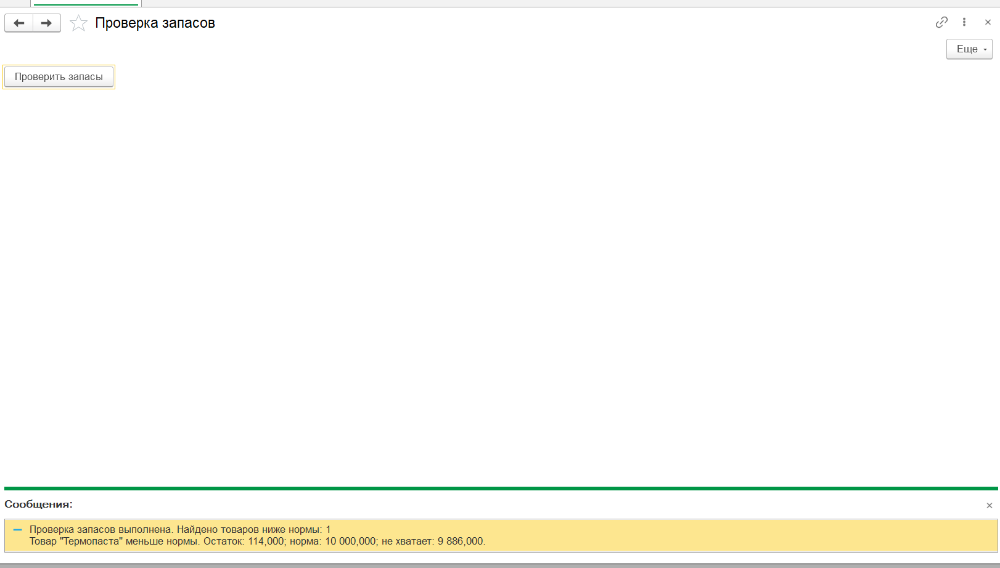 Проверка запасов
Еще
Проверить запасы
Сообщения:
Проверка запасов выполнена. Найдено товаров ниже нормы: 1
Товар "Термопаста" меньше нормы. Остаток: 114,000; норма: 10 000,000; не хватает: 9 886,000.